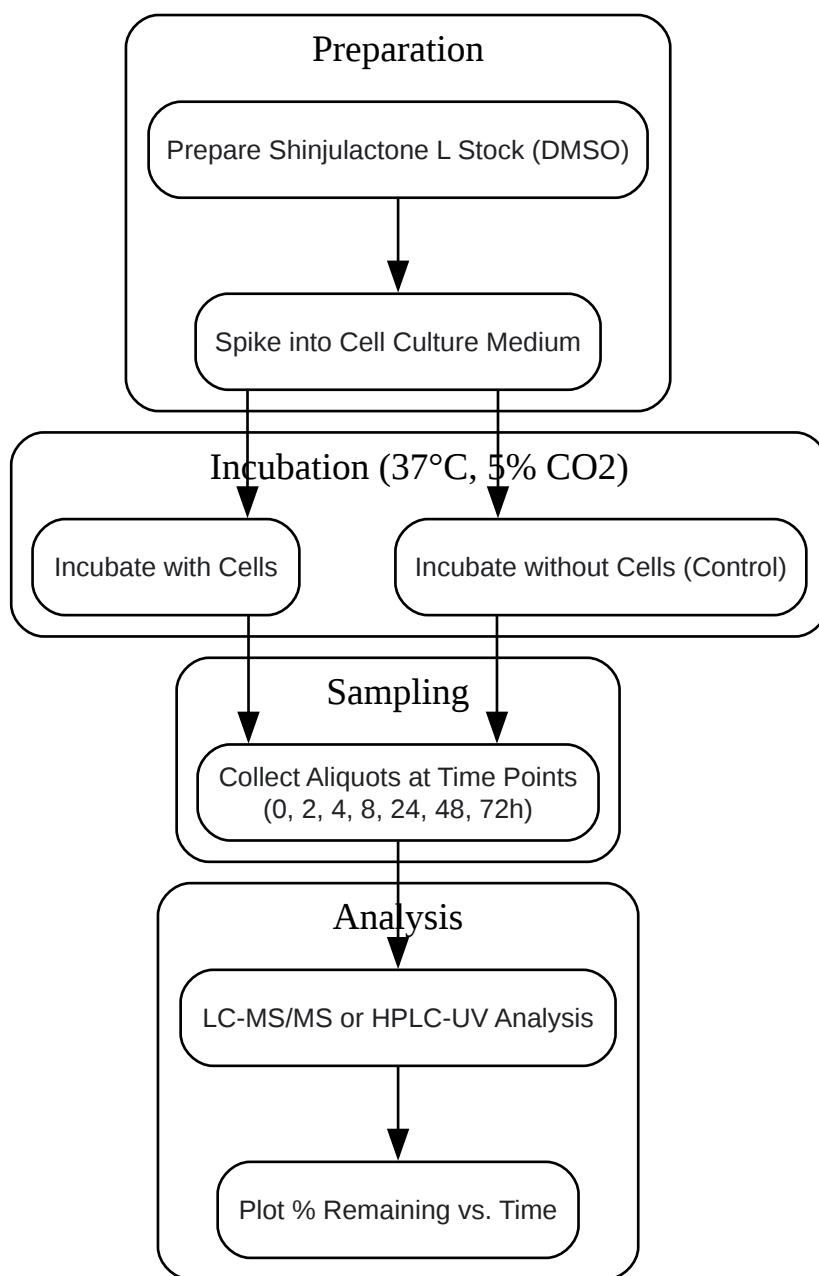 Preparation
Prepare Shinjulactone L Stock (DMSO)
Spike into Cell Culture Medium
Incubation (37°C, 5% CO2)
Incubate with Cells
Incubate without Cells (Control)
Sampling
Collect Aliquots at Time Points
(0, 2, 4, 8, 24, 48, 72h)
Analysis
LC-MS/MS or HPLC-UV Analysis
Plot % Remaining vs. Time